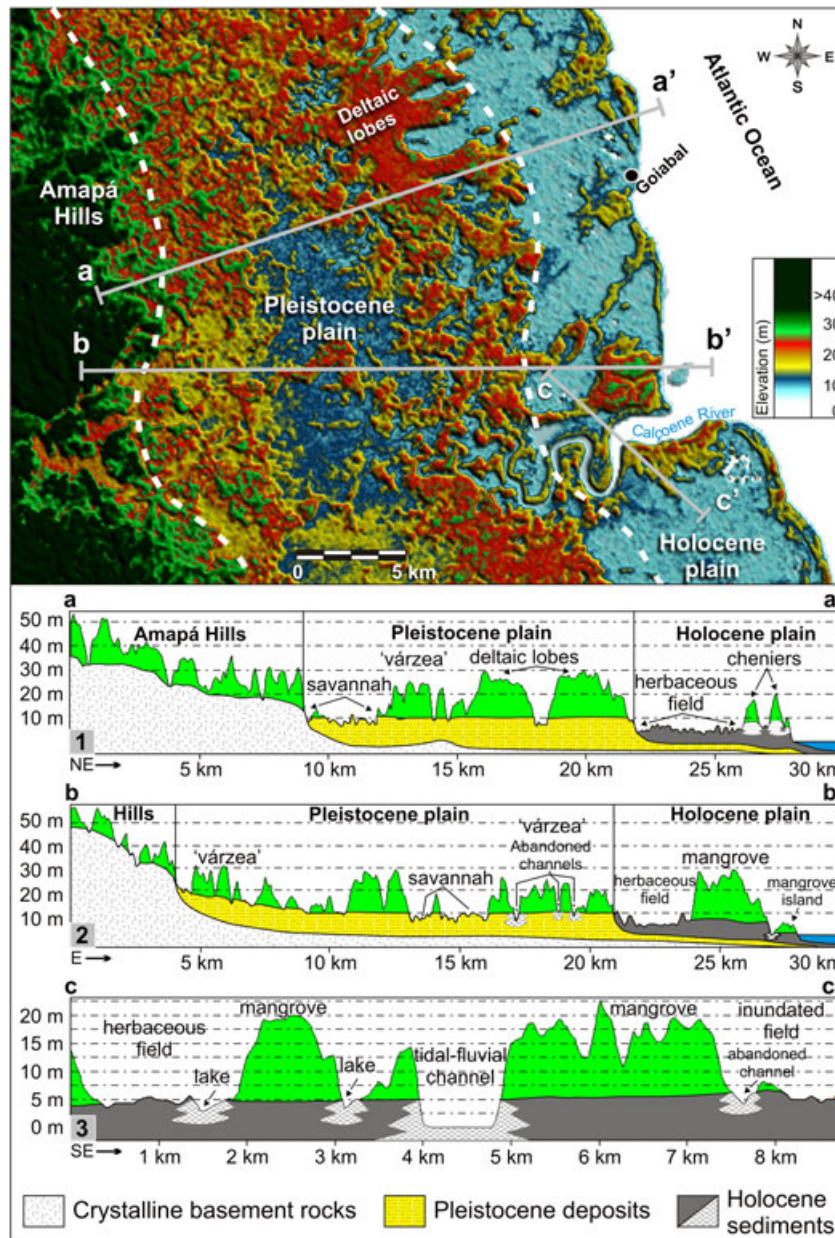 N
W E
S
Atlantic Ocean
a'
Deltaic
lobes
Goiabal
Amapá
Hills
a
Pleistocene
plain
b
b'
c
Calçoene River
c'
Holocene
plain
Elevation (m)
>40
30
20
10
0
0 5 km
a a
50 m
40 m
30 m
20 m
10 m
Amapá Hills Pleistocene plain Holocene plain
'várzea' deltaic lobes cheniers
savannah herbaceous
field
1
NE→ 5 km 10 km 15 km 20 km 25 km 30 km
b b
50 m
40 m
30 m
20 m
10 m
Hills Pleistocene plain Holocene plain
'várzea' 'várzea' mangrove
Abandoned
channels
savannah herbaceous
field
mangrove
island
2
E→ 5 km 10 km 15 km 20 km 25 km 30 km
c c
20 m
15 m
10 m
5 m
0 m
mangrove mangrove inundated
field
herbaceous
field
lake lake tidal-fluvial
channel
abandoned
channel
3
SE→ 1 km 2 km 3 km 4 km 5 km 6 km 7 km 8 km
Crystalline basement rocks Pleistocene deposits Holocene
sediments